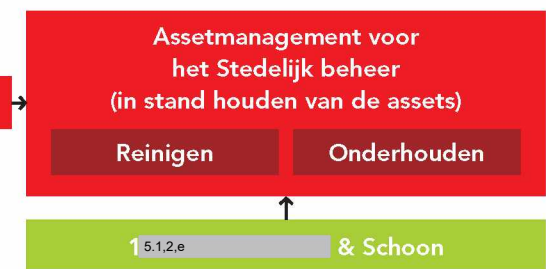 Assetmanagement voor
het Stedelijk beheer
(in stand houden van de assets)
Reinigen Onderhouden
1 5.1,2,e & Schoon